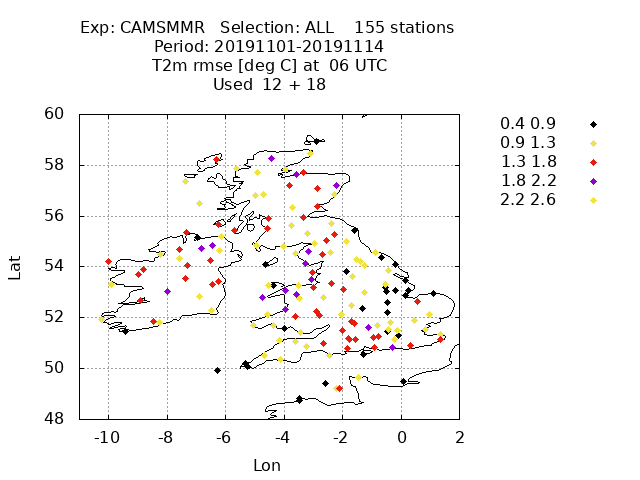 Exp: CAMSMMR   Selection: ALL    155 stations
Period: 20191101-20191114
T2m rmse [deg C] at  06 UTC
Used  12 + 18
0.4 0.9
0.9 1.3
1.3 1.8
1.8 2.2
2.2 2.6
60
58
56
54
52
50
48
Lat
-10 -8 -6 -4 -2 0 2
Lon